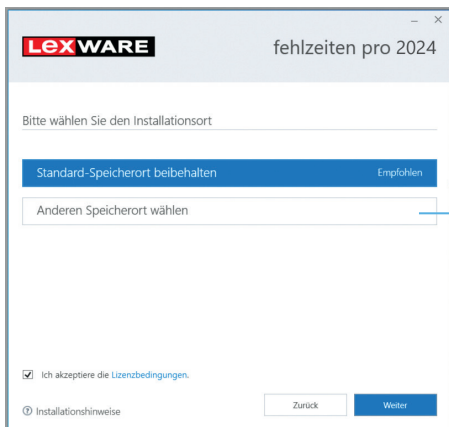 LEXWARE
fehlzeiten pro 2024
Bitte wählen Sie den Installationsort
Standard-Speicherort beibehalten Empfohlen
Anderen Speicherort wählen
Ich akzeptiere die Lizenzbedingungen.
Installationshinweise
Zurück
Weiter